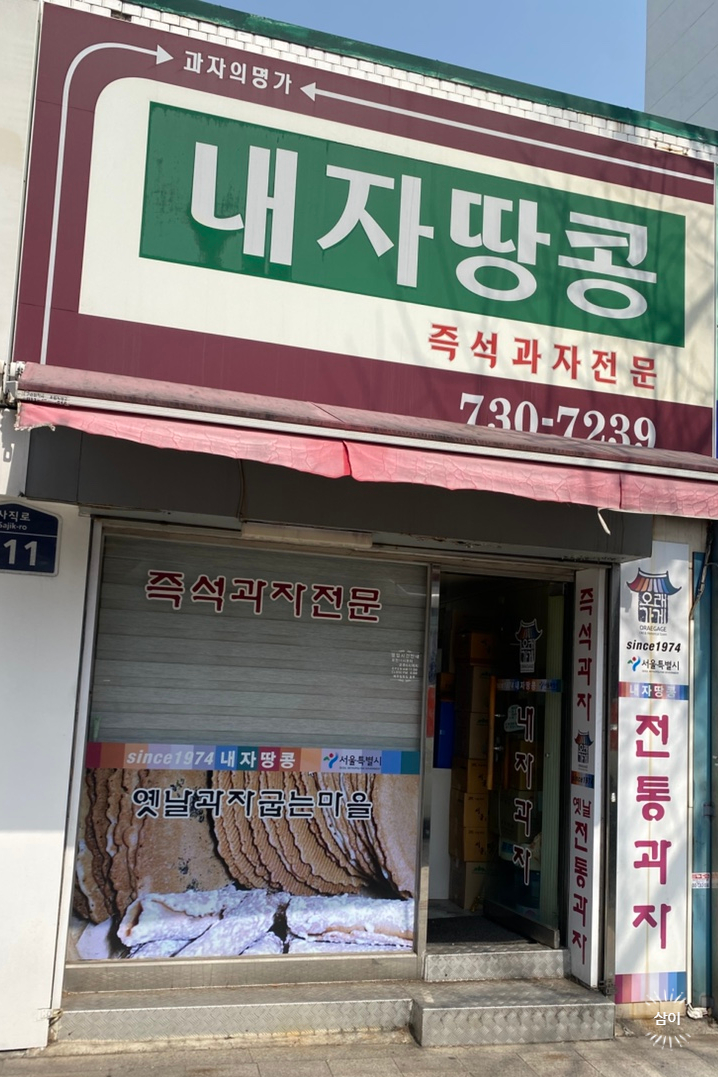 과자의명가
내자땅콩
즉석과자전문
730-7239
사직로
Sajik-ro
11
즉석과자전문
since1974 내자땅콩 서울특별시
옛날과자굽는마을
내자과자
즉석과자
옛날 전통과자
오래가게
ORAEGAGE
since1974
서울특별시
내자땅콩
전통과자
삼이